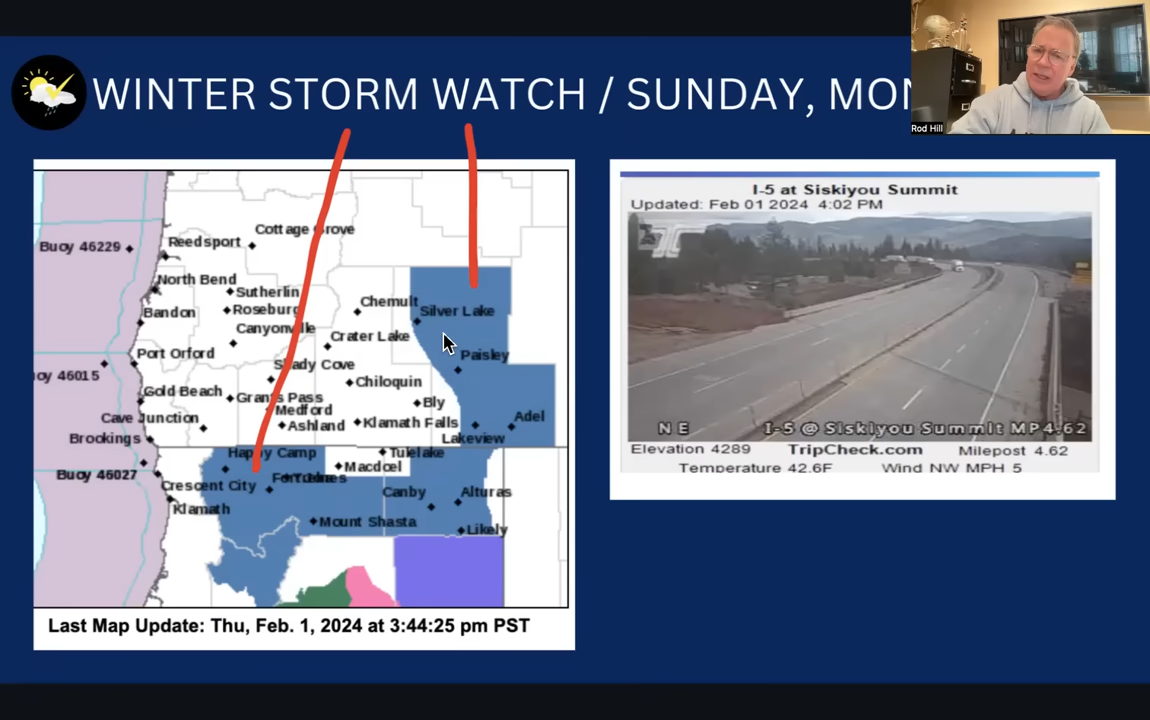 WINTER STORM WATCH / SUNDAY, MON
Rod Hill
Cottage Grove
Buoy 46229
Reedsport
North Bend
Sutherlin
Chemult
Bandon
Roseburg
Silver Lake
Canyonville
Crater Lake
Port Orford
Paisley
Shady Cove
oy 46015
Chiloquin
Gold Beach
Grants Pass
Bly
Medford
Cave Junction
Ashland
Klamath Falls
Adel
Brookings
Lakeview
Happy Camp
Tulelake
Buoy 46027
Macdoel
Crescent City
Canby
Alturas
Klamath
Mount Shasta
Likely
Last Map Update: Thu, Feb. 1, 2024 at 3:44:25 pm PST
I-5 at Siskiyou Summit
Updated: Feb 01 2024 4:02 PM
N E I-5 @ Siskiyou Summit MP4.62
Elevation 4289 TripCheck.com Milepost 4.62
Temperature 42.6F Wind NW MPH 5